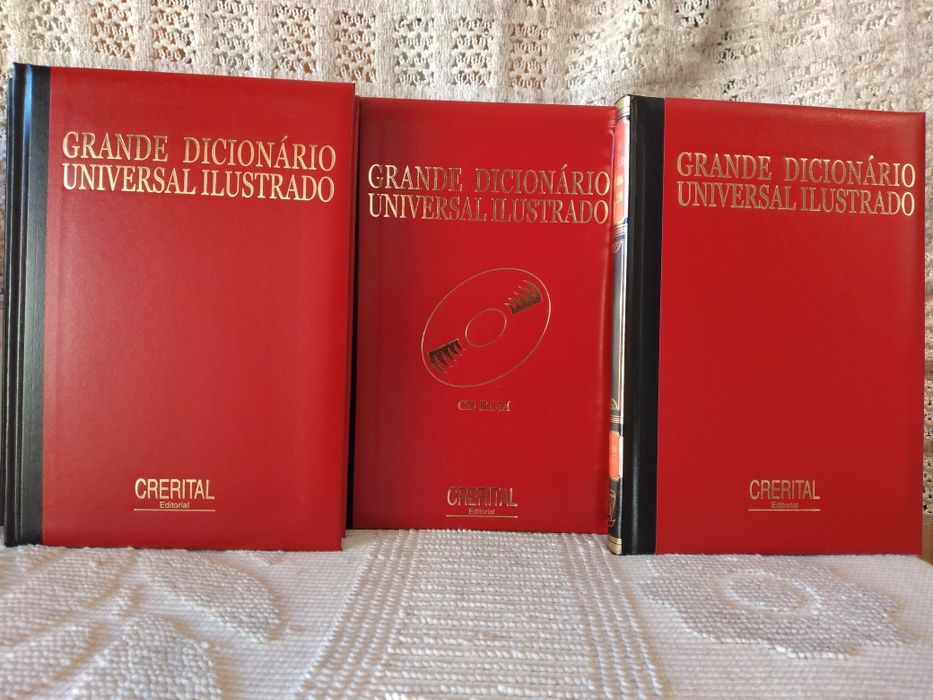 GRANDE DICIONÁRIO
UNIVERSAL ILUSTRADO
CRERITAL
Editorial
GRANDE DICIONÁRIO
UNIVERSAL ILUSTRADO
CD ROM
CRERITAL
Editorial
GRANDE DICIONÁRIO
UNIVERSAL ILUSTRADO
CRERITAL
Editorial